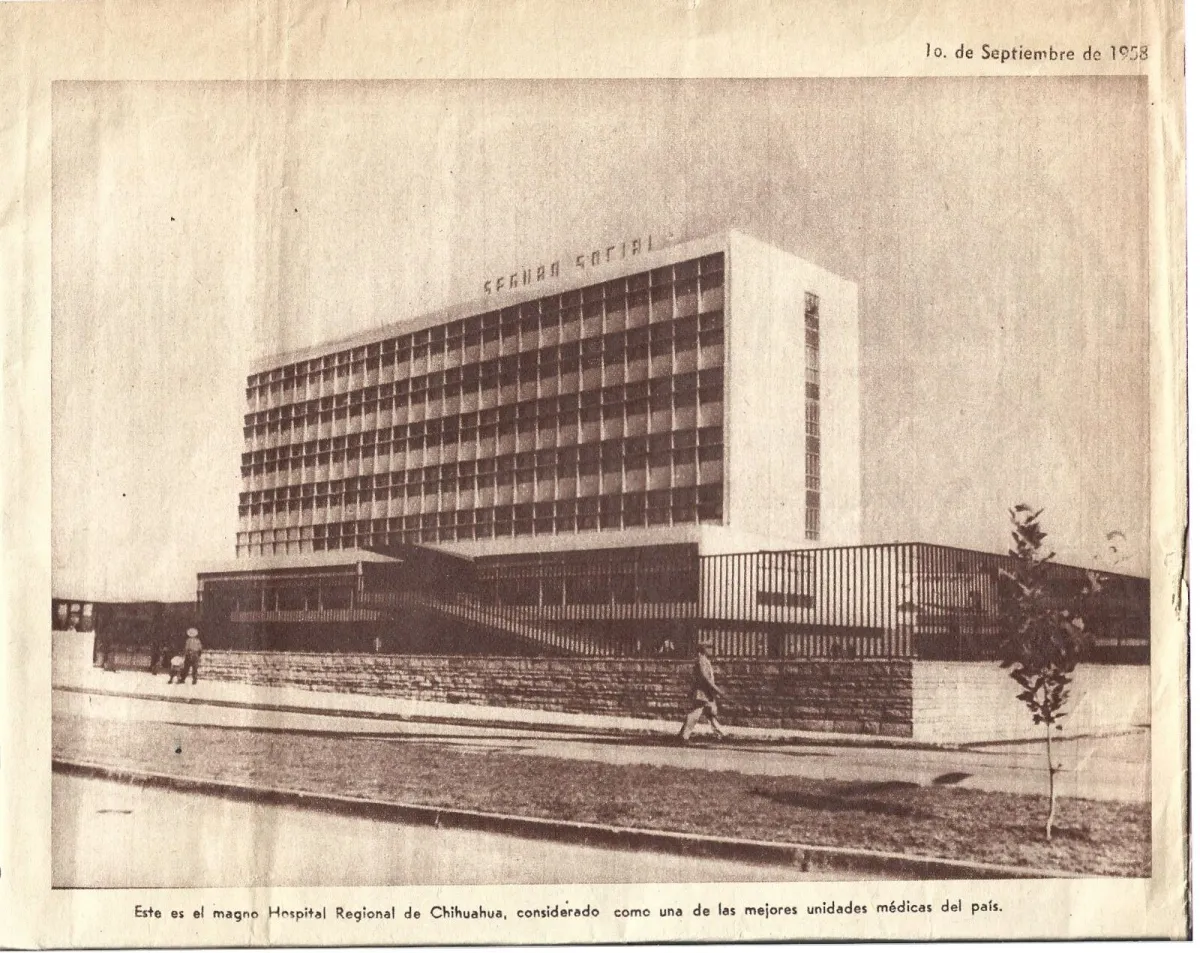 1o. de Septiembre de 1958
SEGURO SOCIAL
Este es el magno Hospital Regional de Chihuahua, considerado como una de las mejores unidades médicas del país.